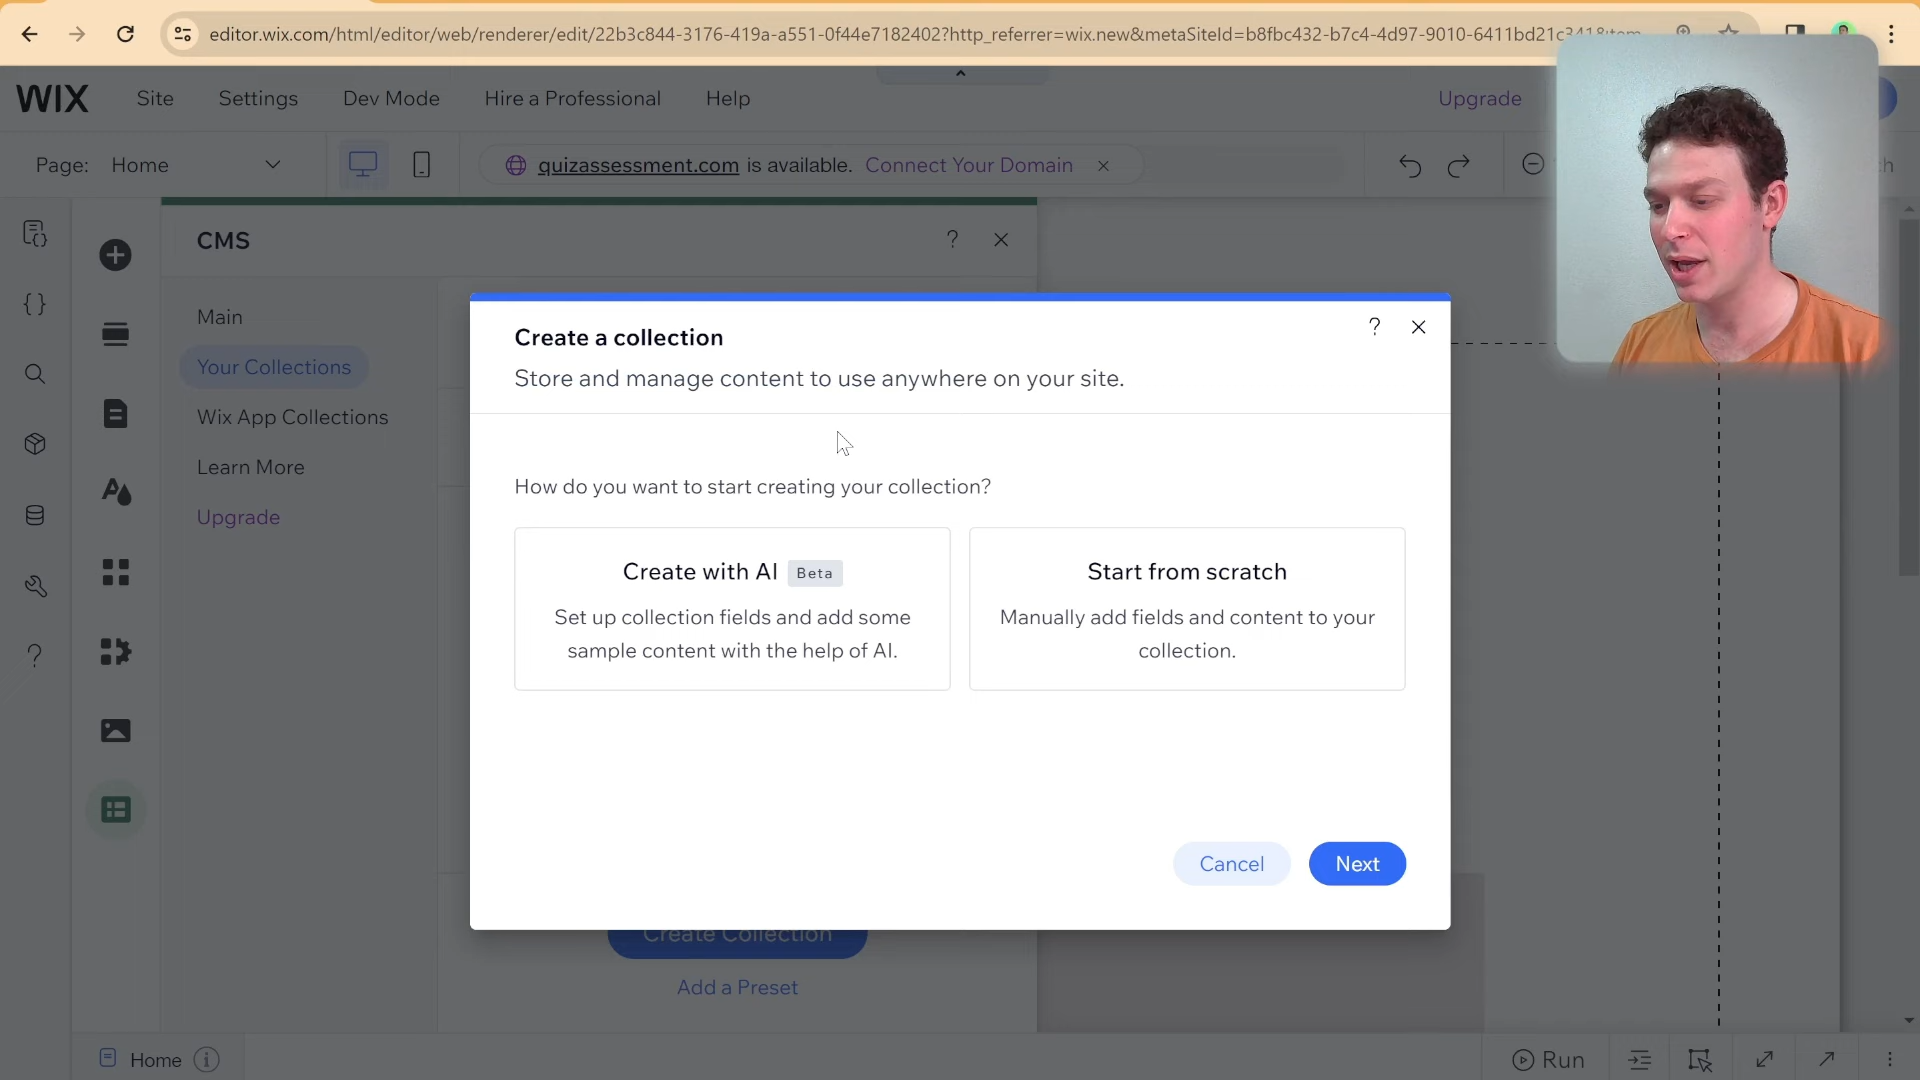 editor.wix.com/html/editor/web/renderer/edit/22b3c844-3176-419a-a551-0f44e7182402?http_referrer=wix.new&metaSiteId=b8fbc432-b7c4-4d97-9010-6411bd21c341&item
WIX Site Settings Dev Mode Hire a Professional Help Upgrade
Page: Home quizassessment.com is available. Connect Your Domain
CMS ?
Main
Your Collections
Wix App Collections
Learn More
Upgrade
Create a collection ?
Store and manage content to use anywhere on your site.
How do you want to start creating your collection?
Create with AI Beta
Set up collection fields and add some
sample content with the help of AI.
Start from scratch
Manually add fields and content to your
collection.
Cancel Next
Create Collection
Add a Preset
Home Run